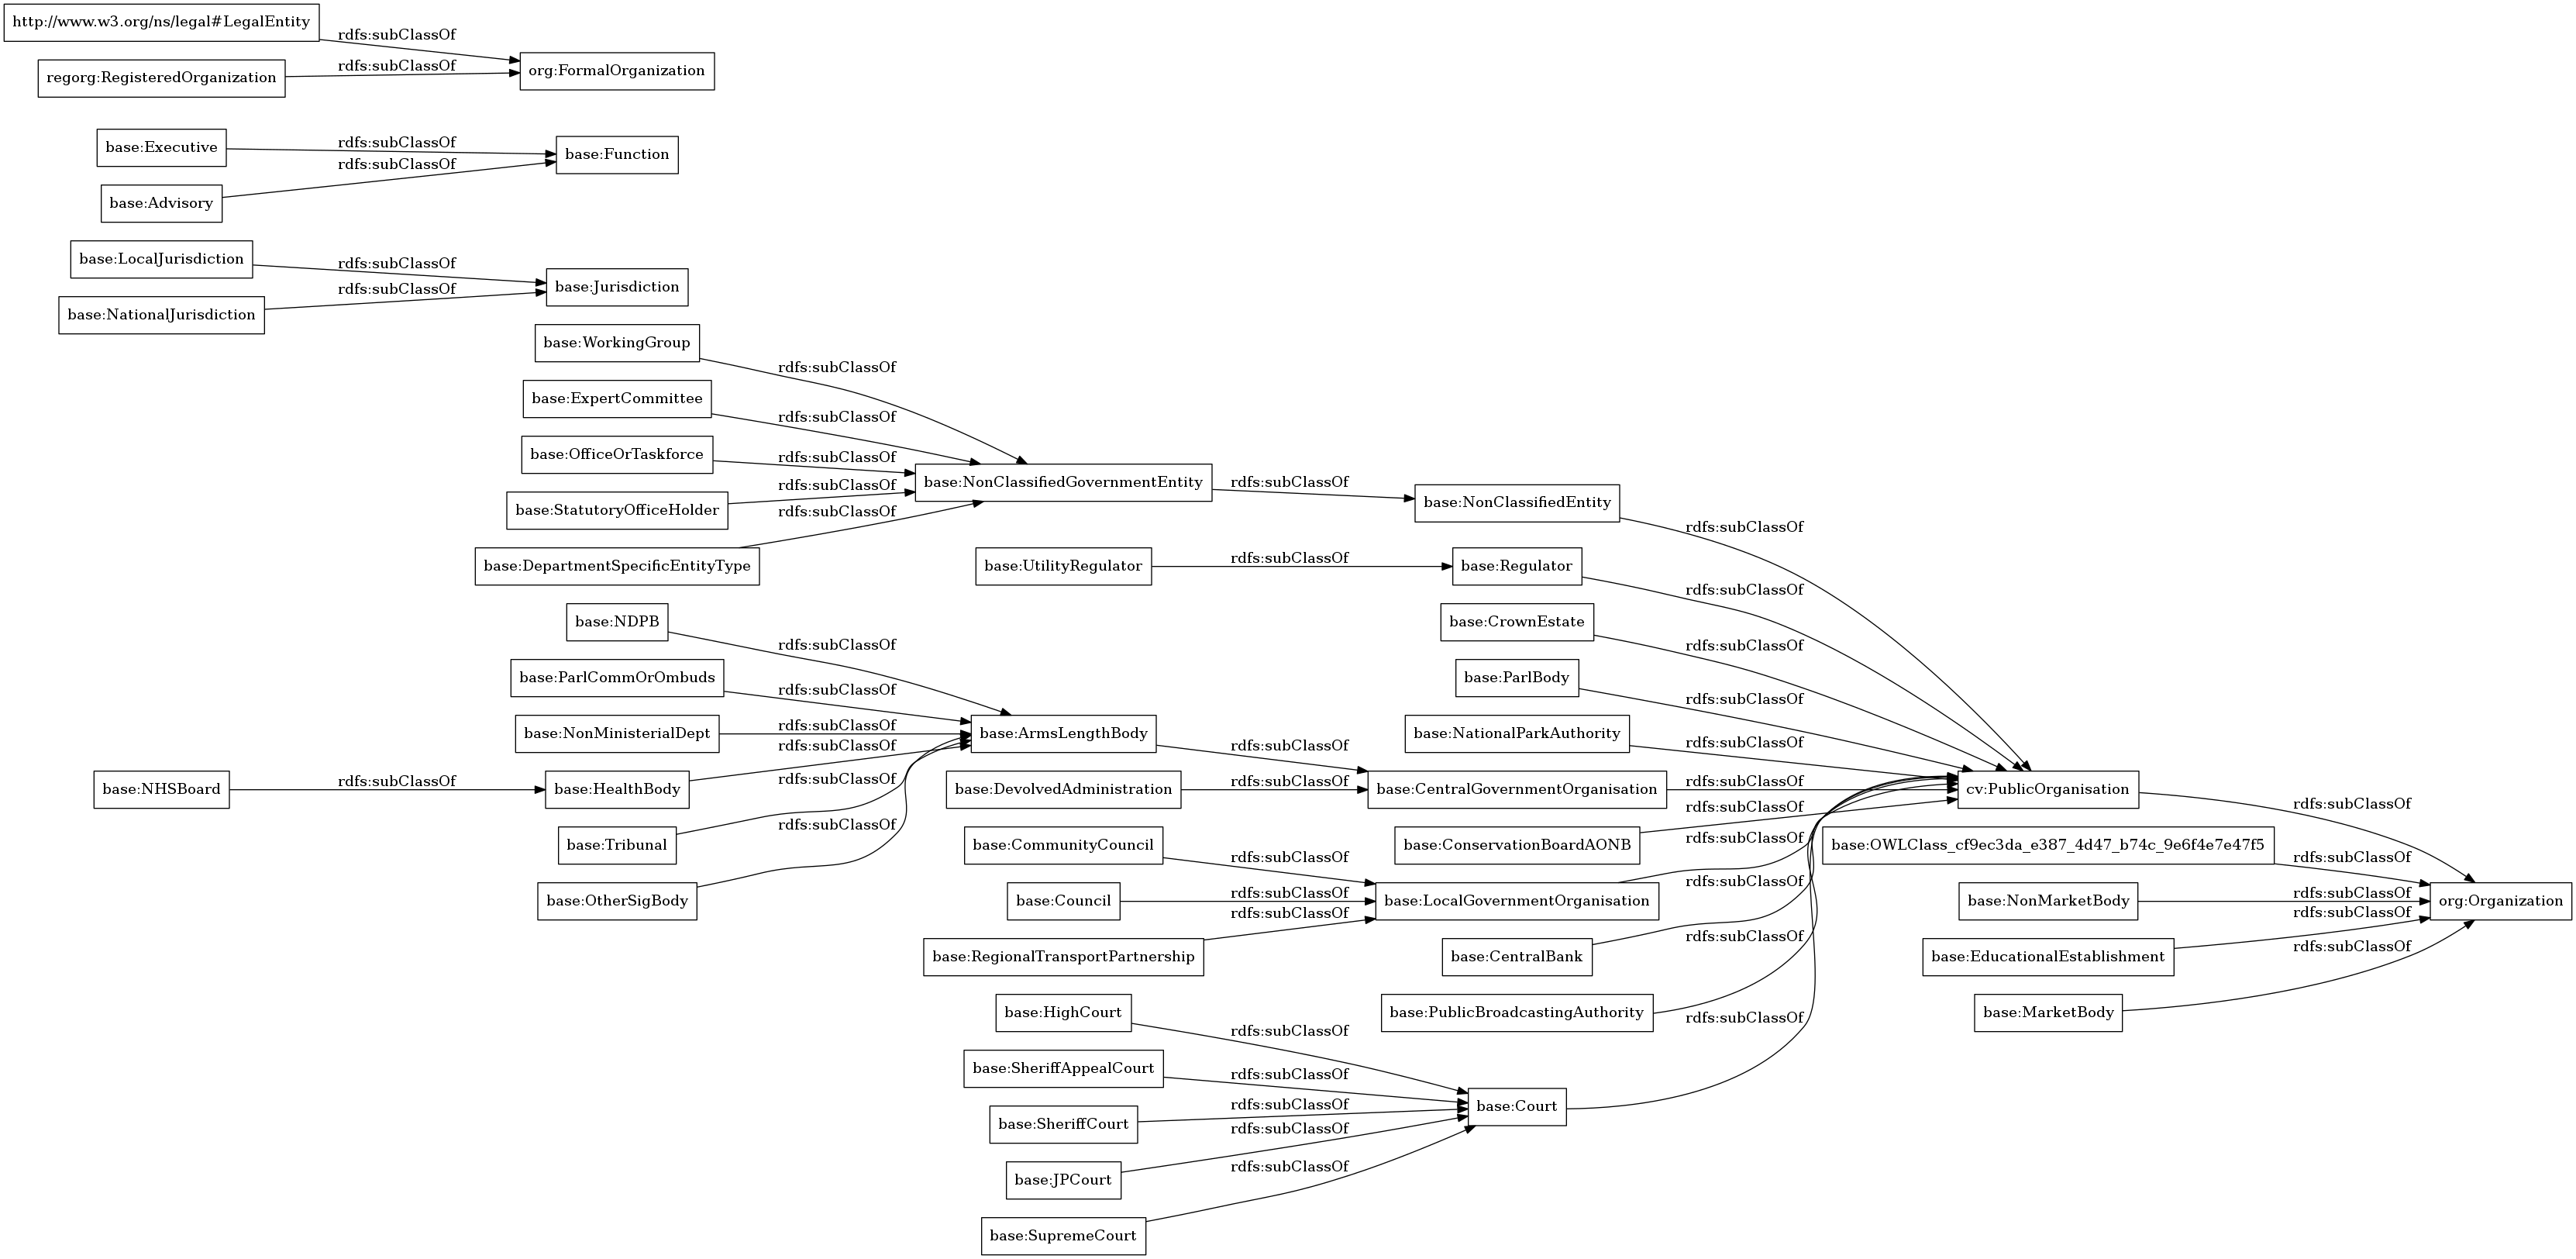 http://www.w3.org/ns/legal#LegalEntity
rdfs:subClassOf
regorg:RegisteredOrganization
rdfs:subClassOf
org:FormalOrganization
base:Executive
rdfs:subClassOf
base:Advisory
rdfs:subClassOf
base:Function
base:LocalJurisdiction
rdfs:subClassOf
base:NationalJurisdiction
rdfs:subClassOf
base:Jurisdiction
base:WorkingGroup
rdfs:subClassOf
base:ExpertCommittee
rdfs:subClassOf
base:OfficeOrTaskforce
rdfs:subClassOf
base:StatutoryOfficeHolder
rdfs:subClassOf
base:DepartmentSpecificEntityType
rdfs:subClassOf
base:NonClassifiedGovernmentEntity
rdfs:subClassOf
base:NonClassifiedEntity
rdfs:subClassOf
base:UtilityRegulator
rdfs:subClassOf
base:Regulator
rdfs:subClassOf
base:CrownEstate
rdfs:subClassOf
base:ParlBody
rdfs:subClassOf
base:NationalParkAuthority
rdfs:subClassOf
base:NDPB
rdfs:subClassOf
base:ParlCommOrOmbuds
rdfs:subClassOf
base:NonMinisterialDept
rdfs:subClassOf
base:NHSBoard
rdfs:subClassOf
base:HealthBody
rdfs:subClassOf
base:Tribunal
rdfs:subClassOf
base:OtherSigBody
rdfs:subClassOf
base:ArmsLengthBody
rdfs:subClassOf
base:DevolvedAdministration
rdfs:subClassOf
base:CentralGovernmentOrganisation
rdfs:subClassOf
base:ConservationBoardAONB
rdfs:subClassOf
base:CommunityCouncil
rdfs:subClassOf
base:Council
rdfs:subClassOf
base:RegionalTransportPartnership
rdfs:subClassOf
base:LocalGovernmentOrganisation
rdfs:subClassOf
base:CentralBank
rdfs:subClassOf
base:PublicBroadcastingAuthority
rdfs:subClassOf
base:HighCourt
rdfs:subClassOf
base:SheriffAppealCourt
rdfs:subClassOf
base:SheriffCourt
rdfs:subClassOf
base:JPCourt
rdfs:subClassOf
base:SupremeCourt
rdfs:subClassOf
base:Court
rdfs:subClassOf
cv:PublicOrganisation
rdfs:subClassOf
base:OWLClass_cf9ec3da_e387_4d47_b74c_9e6f4e7e47f5
rdfs:subClassOf
base:NonMarketBody
rdfs:subClassOf
base:EducationalEstablishment
rdfs:subClassOf
base:MarketBody
rdfs:subClassOf
org:Organization